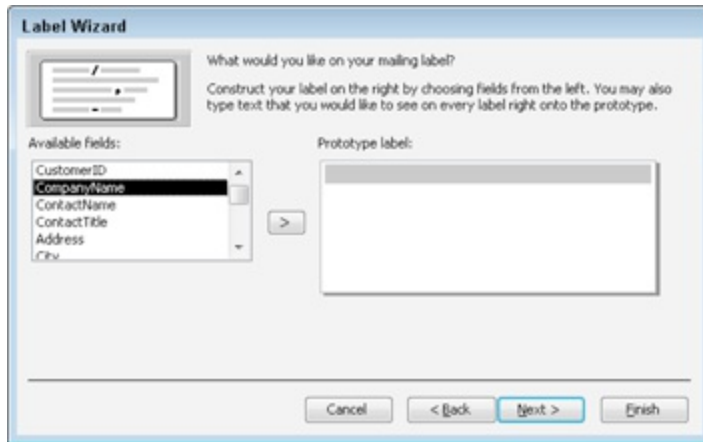 Label Wizard
What would you like on your mailing label?
Construct your label on the right by choosing fields from the left. You may also
type text that you would like to see on every label right onto the prototype.
Available fields:
Prototype label:
CustomerID
CompanyName
ContactName
ContactTitle
Address
City
>
Cancel
< Back
Next >
Finish